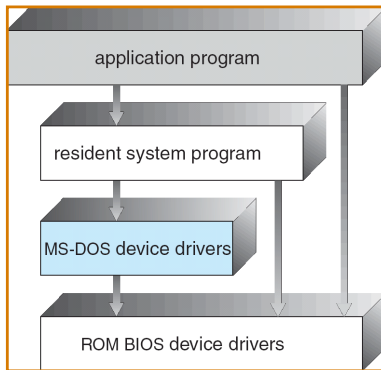 application program
resident system program
MS-DOS device drivers
ROM BIOS device drivers